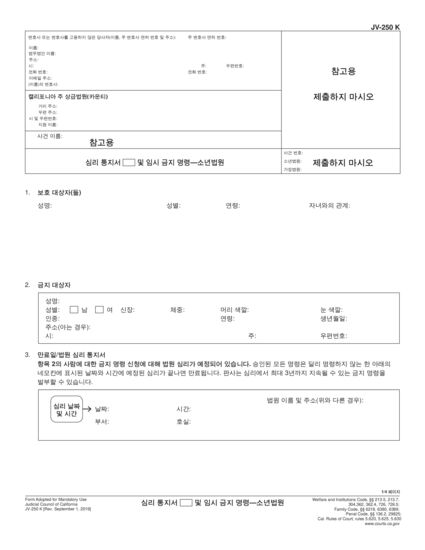 JV-250 K
변호사 또는 변호사를 고용하지 않은 당사자(이름, 주 변호사 면허 번호 및 주소): 주 변호사 면허 번호:
이름:
법무법인 이름:
주소:
시: 주: 우편번호:
전화 번호: 전화 번호:
이메일 주소:
(이름)의 변호사:
참고용
제출하지 마시오
캘리포니아 주 상급법원(카운티)
거리 주소:
우편 주소:
시 및 우편번호:
지원 이름:
사건 이름:
참고용
심리 통지서 및 임시 금지 명령—소년법원
사건 번호:
소년법원:
가정법원:
제출하지 마시오
1. 보호 대상자(들)
성명: 성별: 연령: 자녀와의 관계:
2. 금지 대상자
성명:
성별: 남 여 신장: 체중: 머리 색깔: 눈 색깔:
인종: 연령: 생년월일:
주소(아는 경우):
시: 주: 우편번호:
3. 만료일/법원 심리 통지서
항목 2의 사람에 대한 금지 명령 신청에 대해 법원 심리가 예정되어 있습니다. 승인된 모든 명령은 달리 명령하지 않는 한 아래의
네모칸에 표시된 날짜와 시간에 예정된 심리가 끝나면 만료됩니다. 판사는 심리에서 최대 3년까지 지속될 수 있는 금지 명령을
발부할 수 있습니다.
심리 날짜 및 시간 → 날짜: 시간: 법원 이름 및 주소(위와 다른 경우):
부서: 호실:
1/4 페이지
Form Adopted for Mandatory Use
Judicial Council of California
JV-250 K [Rev. September 1, 2019]
심리 통지서 및 임시 금지 명령—소년법원
Welfare and Institutions Code, §§ 213.5, 213.7,
304, 362.4, 726, 726.5;
Family Code, §§ 6218, 6380, 6389;
Penal Code, §§ 136.2, 29825;
Cal. Rules of Court, rules 5.620, 5.625, 5.630
www.courts.ca.gov